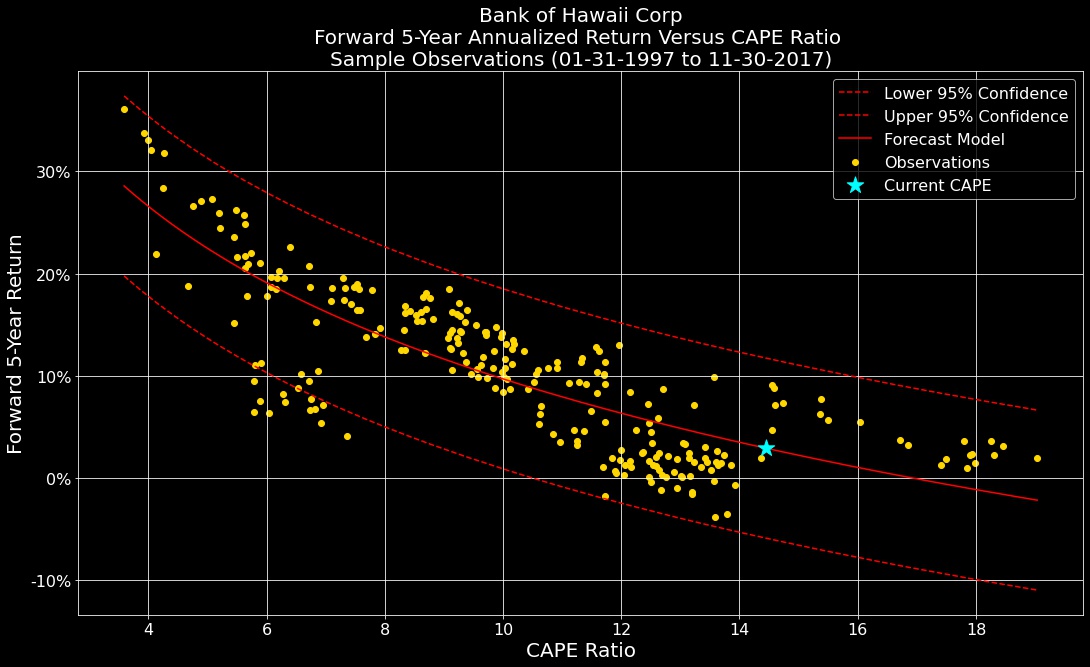 Bank of Hawaii Corp
Forward 5-Year Annualized Return Versus CAPE Ratio
Sample Observations (01-31-1997 to 11-30-2017)
Lower 95% Confidence
Upper 95% Confidence
Forecast Model
Observations
Current CAPE
Forward 5-Year Return
30%
20%
10%
0%
-10%
4 6 8 10 12 14 16 18
CAPE Ratio